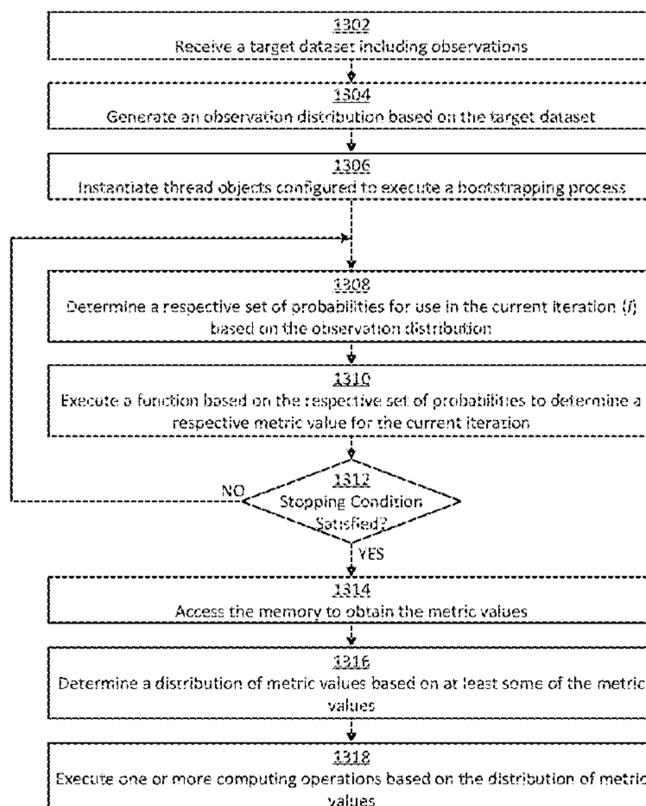 1302
Receive a target dataset including observations
1304
Generate an observation distribution based on the target dataset
1306
Instantiate thread objects configured to execute a bootstrapping process
1308
Determine a respective set of probabilities for use in the current iteration (i)
based on the observation distribution
1310
Execute a function based on the respective set of probabilities to determine a
respective metric value for the current iteration
1312
NO
Stopping Condition
Satisfied?
YES
1314
Access the memory to obtain the metric values
1316
Determine a distribution of metric values based on at least some of the metric
values
1318
Execute one or more computing operations based on the distribution of metric
values